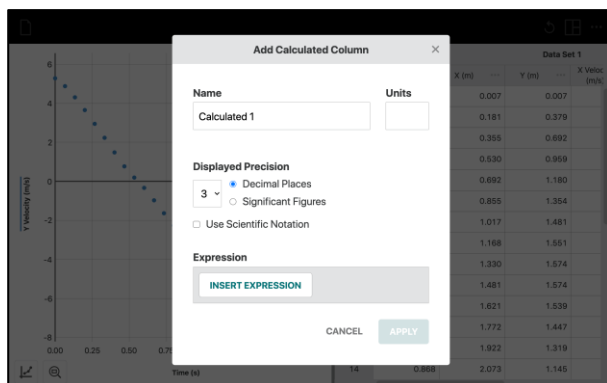 Add Calculated Column
×
Name
Units
Calculated 1
Displayed Precision
3
Decimal Places
Significant Figures
Use Scientific Notation
Expression
INSERT EXPRESSION
CANCEL
APPLY
Y Velocity (m/s)
6
4
2
0
-2
-4
-6
-8
0.00 0.25 0.50 0.75
Time (s)
Data Set 1
X (m) ... Y (m) ... X Veloc
(m/s)
0.007 0.007
0.181 0.379
0.355 0.692
0.530 0.959
0.692 1.180
0.855 1.354
1.017 1.481
1.168 1.551
1.330 1.574
1.481 1.574
1.621 1.539
1.772 1.447
1.922 1.319
14 0.868 2.073 1.145